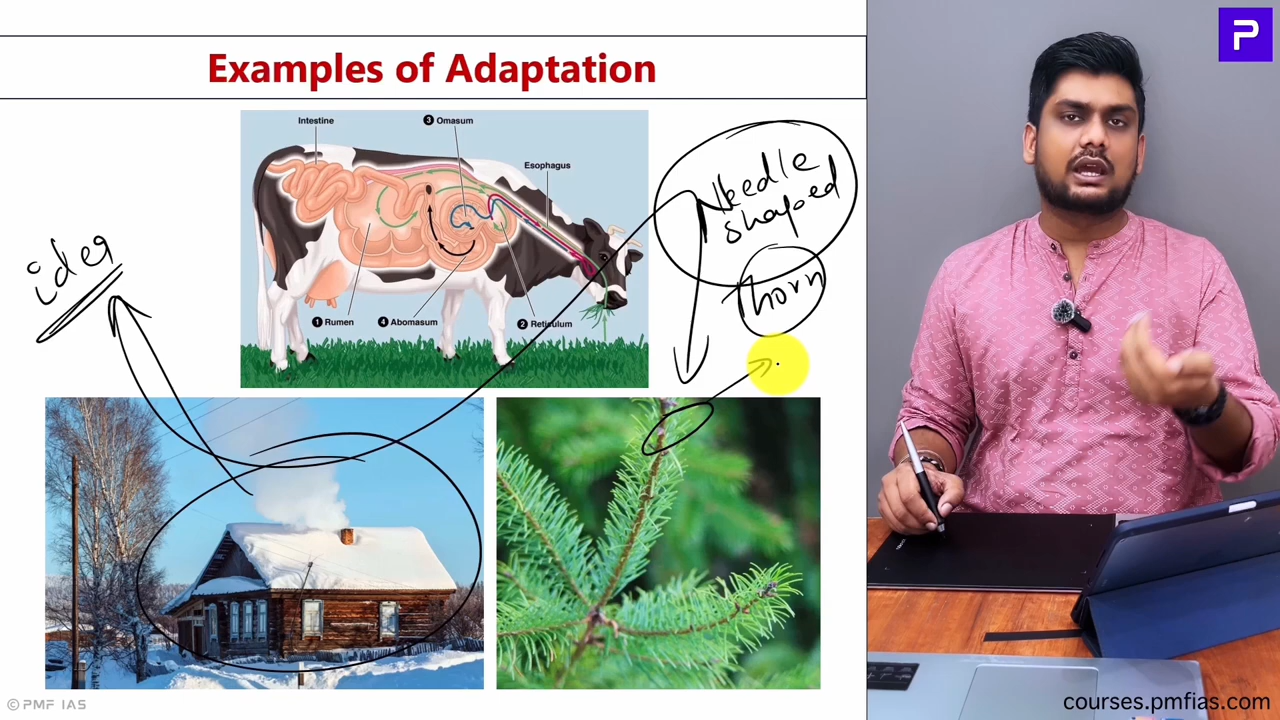 P
Examples of Adaptation
Intestine
3 Omasum
Esophagus
Needle
shaped
idea
Thorn
1 Rumen
4 Abomasum
2 Reticulum
© PMF IAS
courses.pmfias.com